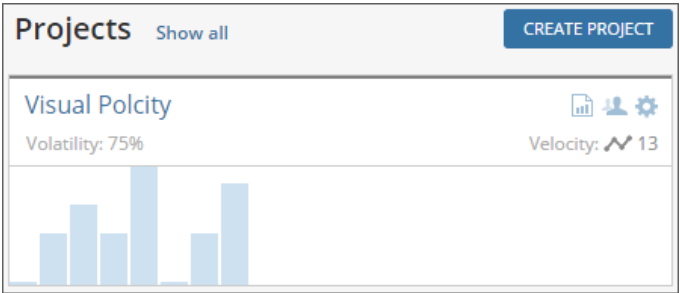 Projects Show all CREATE PROJECT
Visual Polcity
Volatility: 75% Velocity: 13